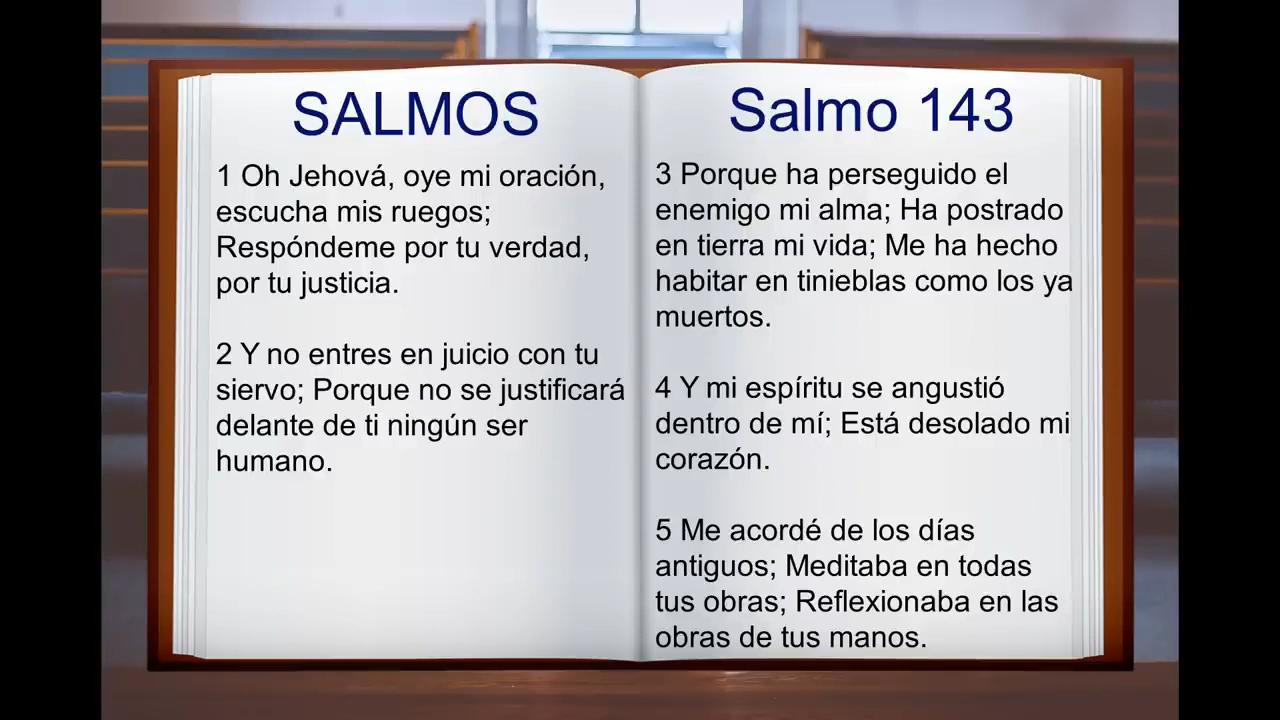 SALMOS
1 Oh Jehová, oye mi oración,
escucha mis ruegos;
Respóndeme por tu verdad,
por tu justicia.
2 Y no entres en juicio con tu
siervo; Porque no se justificará
delante de ti ningún ser
humano.
Salmo 143
3 Porque ha perseguido el
enemigo mi alma; Ha postrado
en tierra mi vida; Me ha hecho
habitar en tinieblas como los ya
muertos.
4 Y mi espíritu se angustió
dentro de mí; Está desolado mi
corazón.
5 Me acordé de los días
antiguos; Meditaba en todas
tus obras; Reflexionaba en las
obras de tus manos.